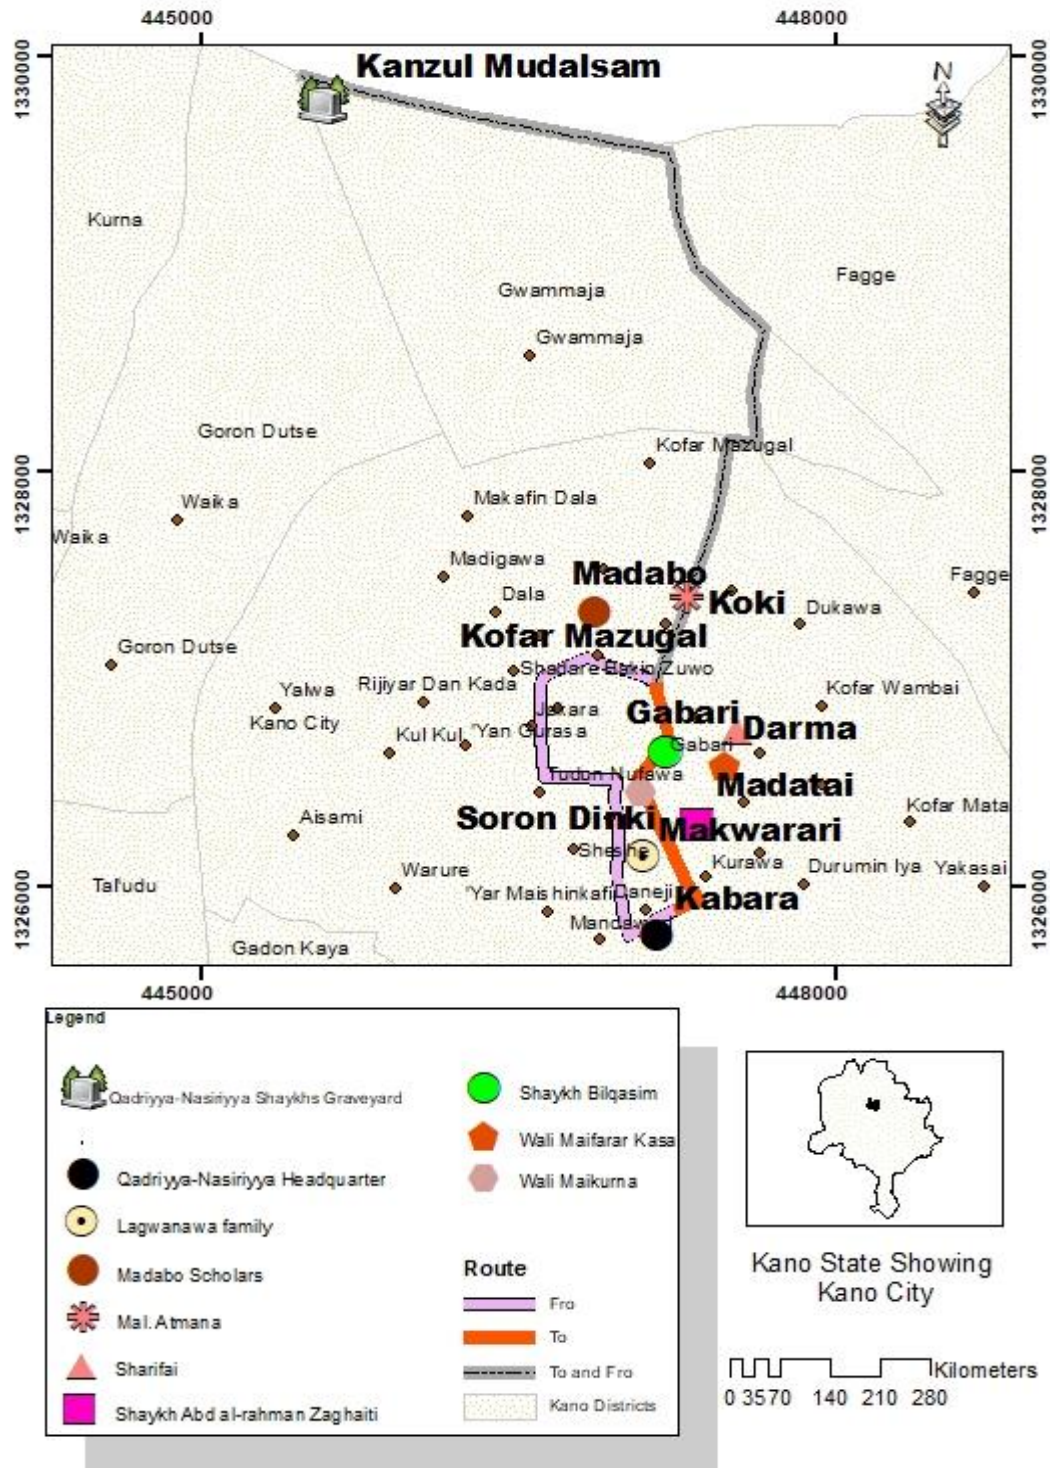 445000 448000
1330000 1330000
Kanzul Mudalsam
N
Kurna
Fagge
Gwammaja
Gwammaja
Goron Dutse
Kofar Mazugal
1328000 1328000
Makafin Dala
Waika
Waika
Madigawa
Madabo
Fagge
Dala
Koki
Dukawa
Kofar Mazugal
Goron Dutse
Rijiyar Dan Kada
Yalwa
Kofar Wambai
Kano City
Jakara
Gabari
Darma
Kul Kul
'Yan Gurasa
Gabari
Tudun Nufawa
Madatai
Soron Dinki
Makwarari
Kofar Mata
Aisami
Sheshe
Kurawa
Durumin Iya
Yakasai
Warure
1326000 1326000
Tal'udu
'Yar Maishinkafi
Daneji
Kabara
Gadon Kaya
445000 448000
Legend
Qadriyya-Nasiriyya Shaykhs Graveyard
Qadriyya-Nasiriyya Headquarter
Lagwanawa family
Madabo Scholars
Mal. Atmana
Sharifai
Shaykh Abd al-rahman Zaghaiti
Shaykh Bilqasim
Wali Maifarar Kasa
Wali Maikurna
Route
Fro
To
To and Fro
Kano Districts
Kano State Showing
Kano City
Kilometers
0 35 70 140 210 280